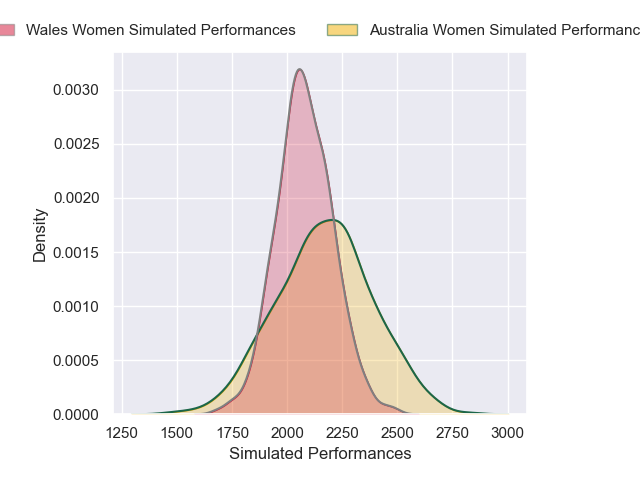 Wales Women Simulated Performances
Australia Women Simulated Performanc
0.0030
0.0025
0.0020
0.0015
0.0010
0.0005
0.0000
Density
1250 1500 1750 2000 2250 2500 2750 3000
Simulated Performances